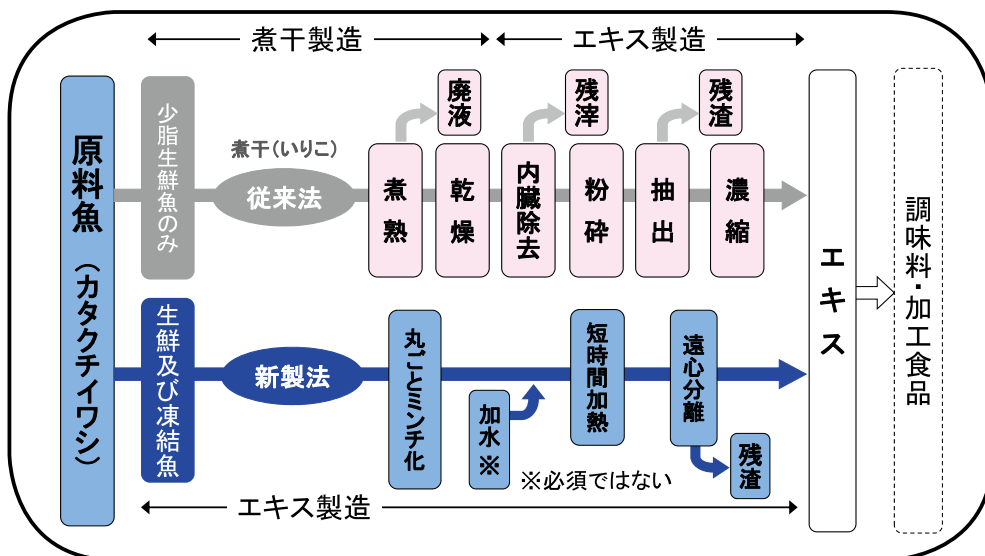 煮干製造
エキス製造
原料魚（カタクチイワシ）
少脂生鮮魚のみ
煮干（いりこ）
従来法
煮熟
廃液
乾燥
内臓除去
残滓
粉砕
抽出
残渣
濃縮
生鮮及び凍結魚
新製法
丸ごとミンチ化
加水※
短時間加熱
遠心分離
残渣
※必須ではない
エキス製造
エキス
調味料・加工食品